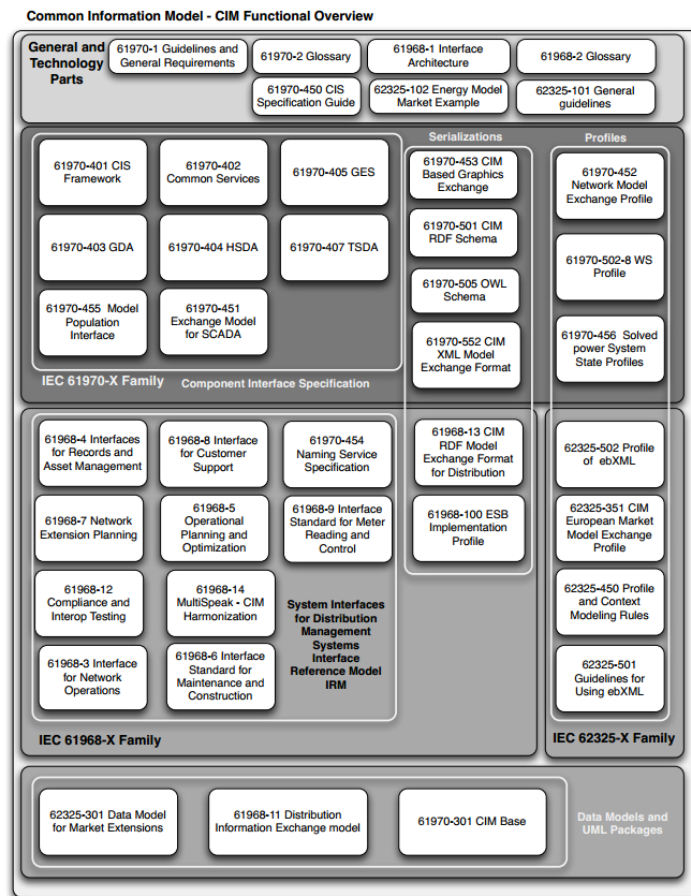 Common Information Model - CIM Functional Overview
General and
Technology
Parts
61970-1 Guidelines and
General Requirements
61970-2 Glossary
61968-1 Interface
Architecture
61968-2 Glossary
61970-450 CIS
Specification Guide
62325-102 Energy Model
Market Example
62325-101 General
guidelines
Serializations
Profiles
61970-401 CIS
Framework
61970-402
Common Services
61970-405 GES
61970-453 CIM
Based Graphics
Exchange
61970-452
Network Model
Exchange Profile
61970-403 GDA
61970-404 HSDA
61970-407 TSDA
61970-501 CIM
RDF Schema
61970-502-8 WS
Profile
61970-455 Model
Population
Interface
61970-451
Exchange Model
for SCADA
61970-505 OWL
Schema
61970-552 CIM
XML Model
Exchange Format
61970-456 Solved
power System
State Profiles
IEC 61970-X Family
Component Interface Specification
61968-4 Interfaces
for Records and
Asset Management
61968-8 Interface
for Customer
Support
61970-454
Naming Service
Specification
61968-13 CIM
RDF Model
Exchange Format
for Distribution
62325-502 Profile
of ebXML
61968-7 Network
Extension Planning
61968-5
Operational
Planning and
Optimization
61968-9 Interface
Standard for Meter
Reading and
Control
61968-100 ESB
Implementation
Profile
62325-351 CIM
European Market
Model Exchange
Profile
61968-12
Compliance and
Interop Testing
61968-14
MultiSpeak - CIM
Harmonization
System Interfaces
for Distribution
Management
Systems
Interface
Reference Model
IRM
62325-450 Profile
and Context
Modeling Rules
61968-3 Interface
for Network
Operations
61968-6 Interface
Standard for
Maintenance and
Construction
62325-501
Guidelines for
Using ebXML
IEC 61968-X Family
IEC 62325-X Family
62325-301 Data Model
for Market Extensions
61968-11 Distribution
Information Exchange model
61970-301 CIM Base
Data Models and
UML Packages